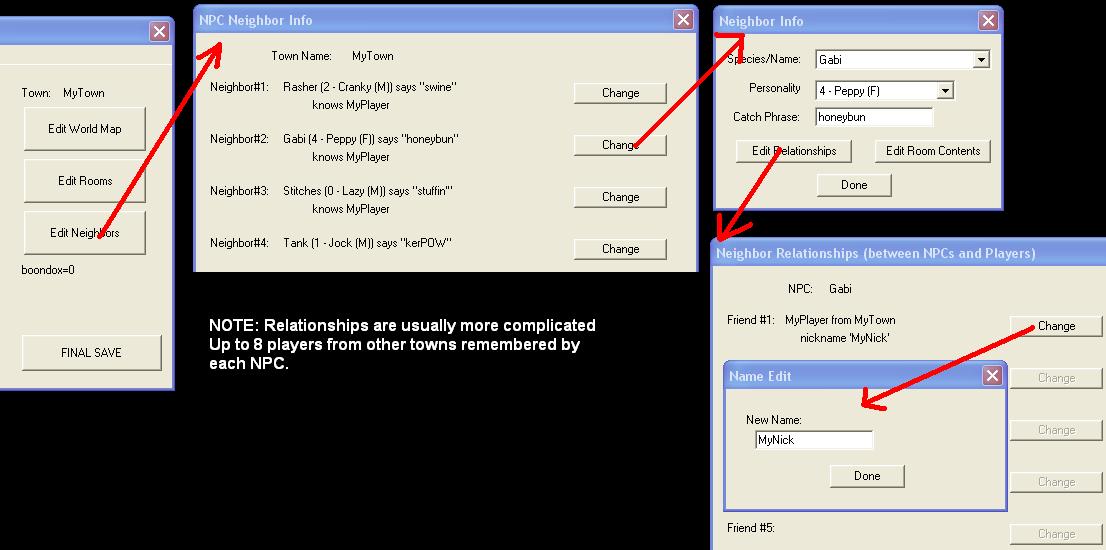 Town: MyTown
Edit World Map
Edit Rooms
Edit Neighbors
boondox=0
FINAL SAVE
NPC Neighbor Info
Town Name: MyTown
Neighbor#1: Rasher (2 - Cranky (M)) says "swine"
knows MyPlayer
Change
Neighbor#2: Gabi (4 - Peppy (F)) says "honeybun"
knows MyPlayer
Change
Neighbor#3: Stitches (0 - Lazy (M)) says "stuffin'"
knows MyPlayer
Change
Neighbor#4: Tank (1 - Jock (M)) says "kerPOW"
Change
NOTE: Relationships are usually more complicated
Up to 8 players from other towns remembered by
each NPC.
Neighbor Info
Species/Name: Gabi
Personality 4 - Peppy (F)
Catch Phrase: honeybun
Edit Relationships Edit Room Contents
Done
Neighbor Relationships (between NPCs and Players)
NPC: Gabi
Friend #1: MyPlayer from MyTown
nickname 'MyNick'
Change
Change
Change
Change
Friend #5:
Change
Name Edit
New Name:
MyNick
Done